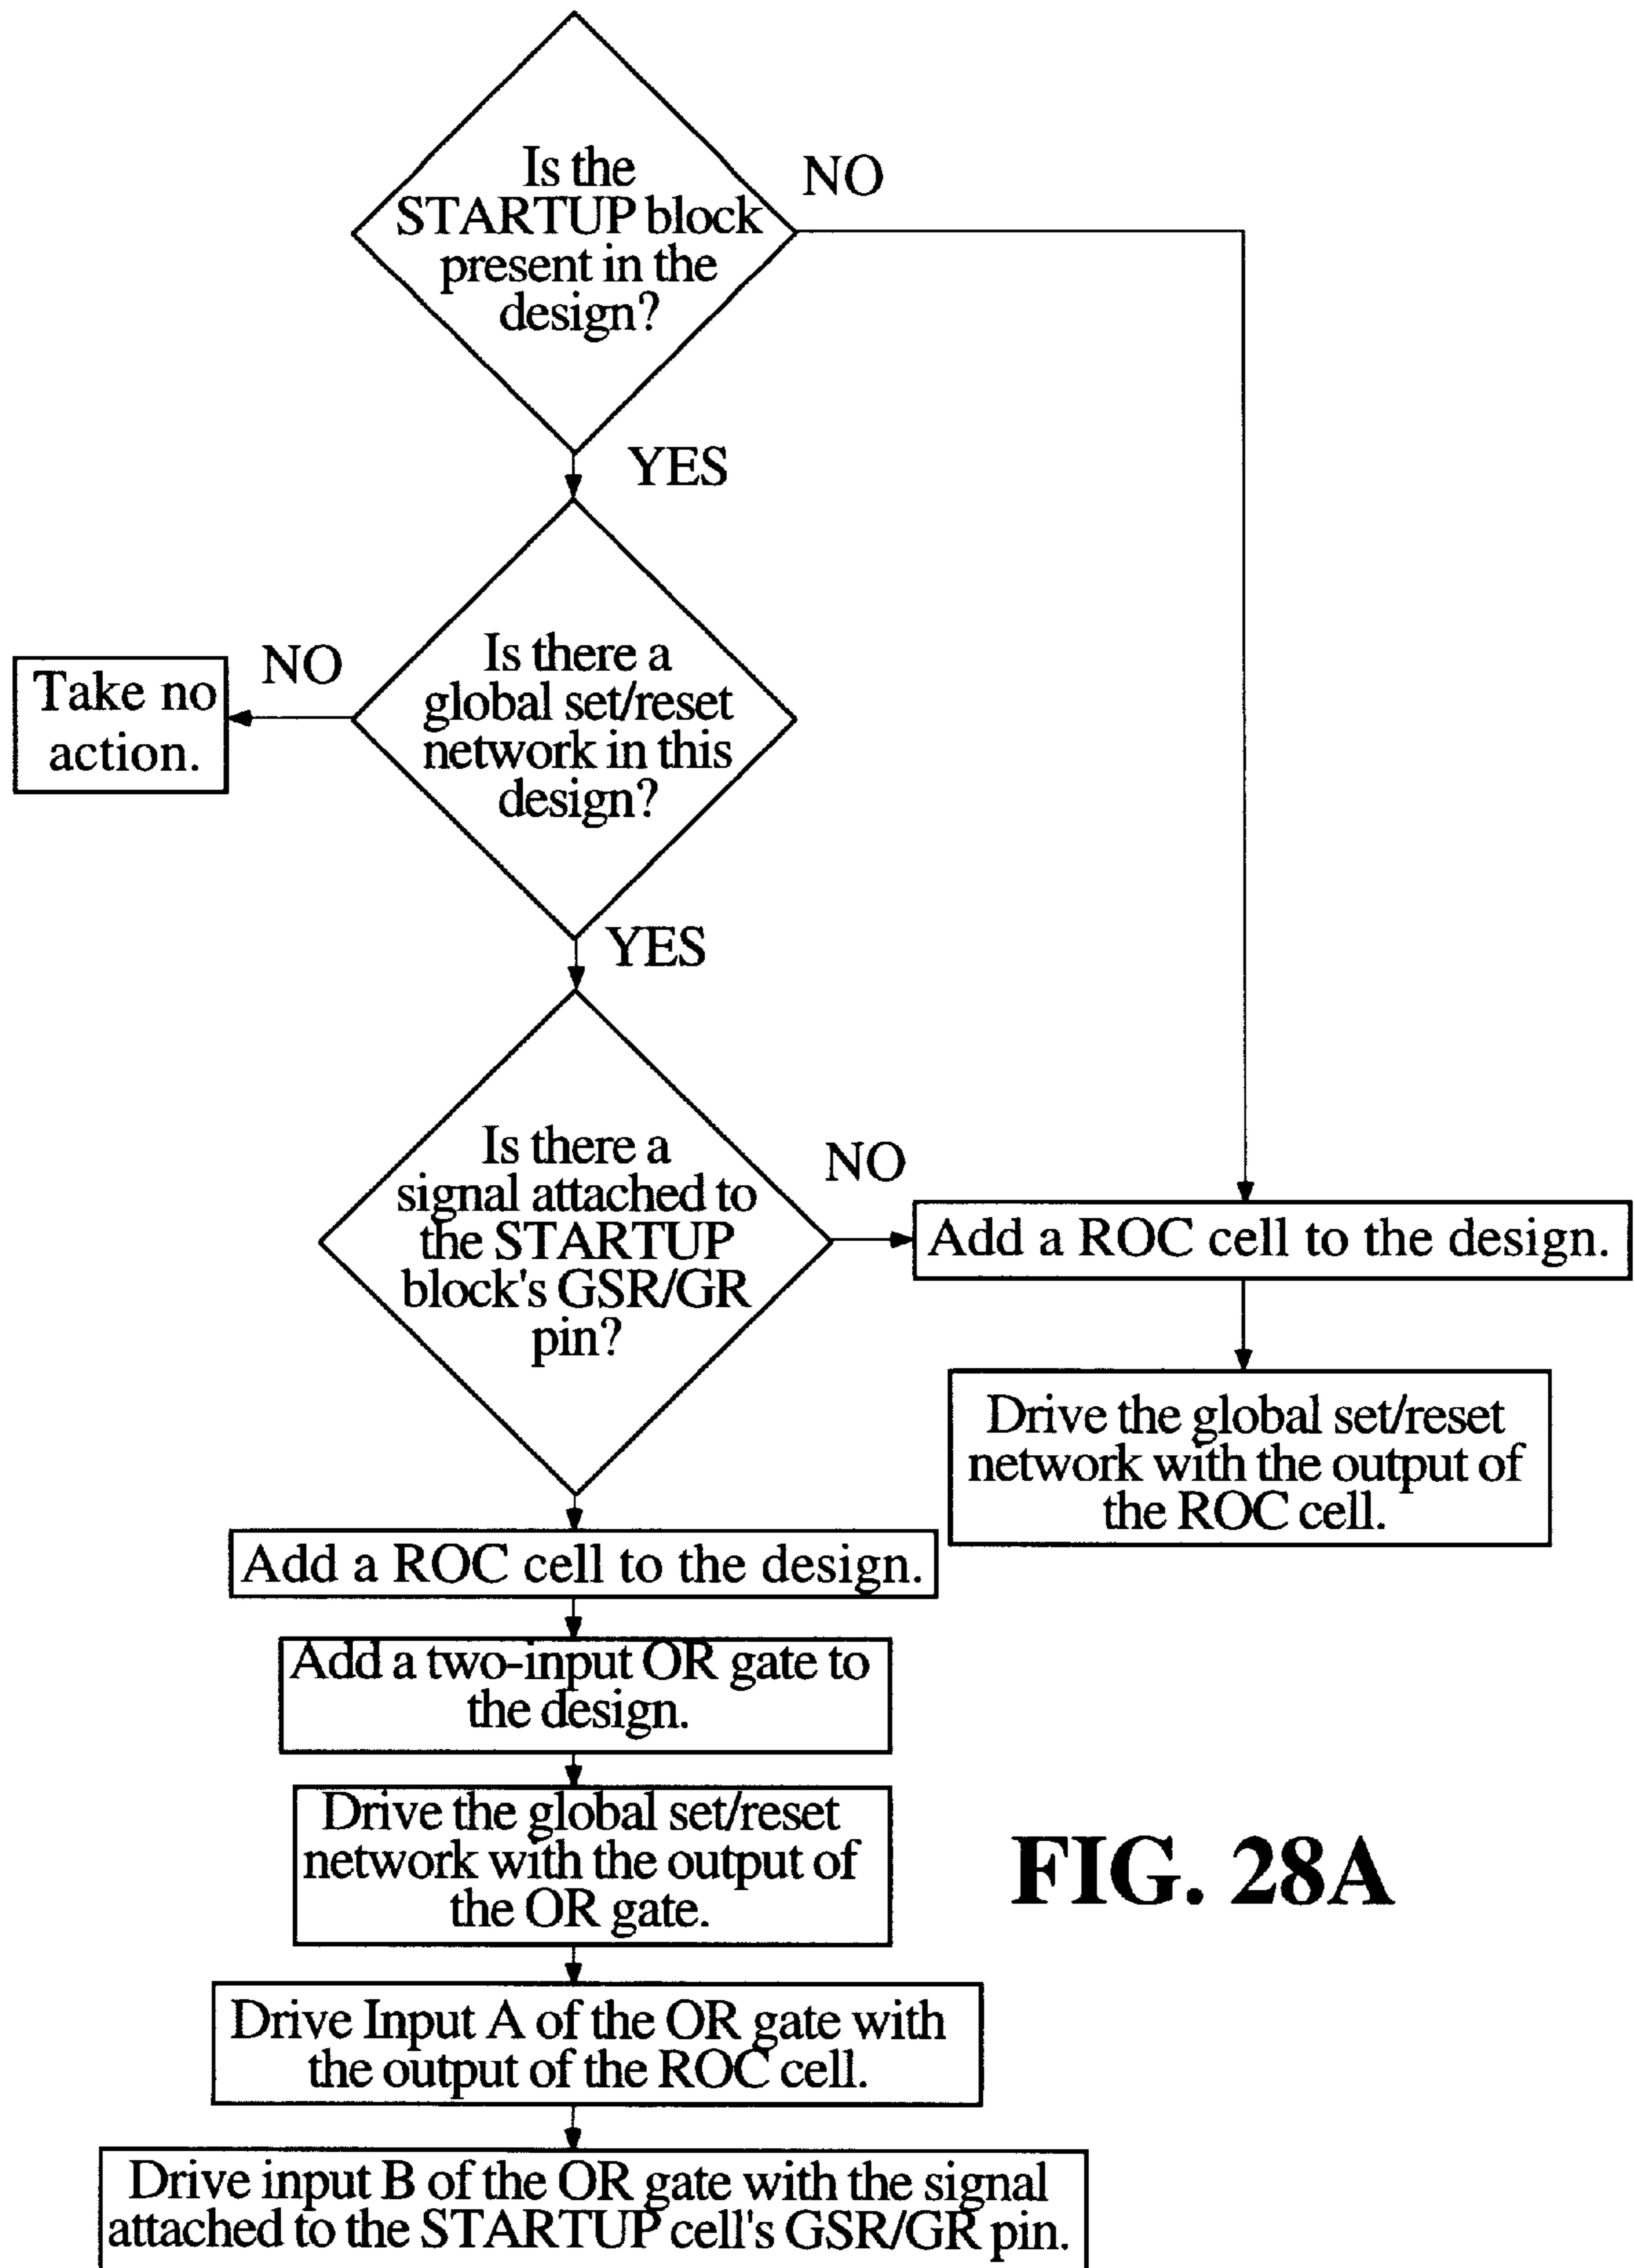 Is the
STARTUP block
present in the
design?
NO
YES
Is there a
global set/reset
network in this
design?
NO
Take no
action.
YES
Is there a
signal attached to
the STARTUP
block's GSR/GR
pin?
NO
Add a ROC cell to the design.
Drive the global set/reset
network with the output of
the ROC cell.
Add a ROC cell to the design.
Add a two-input OR gate to
the design.
Drive the global set/reset
network with the output of
the OR gate.
FIG. 28A
Drive Input A of the OR gate with
the output of the ROC cell.
Drive input B of the OR gate with the signal
attached to the STARTUP cell's GSR/GR pin.